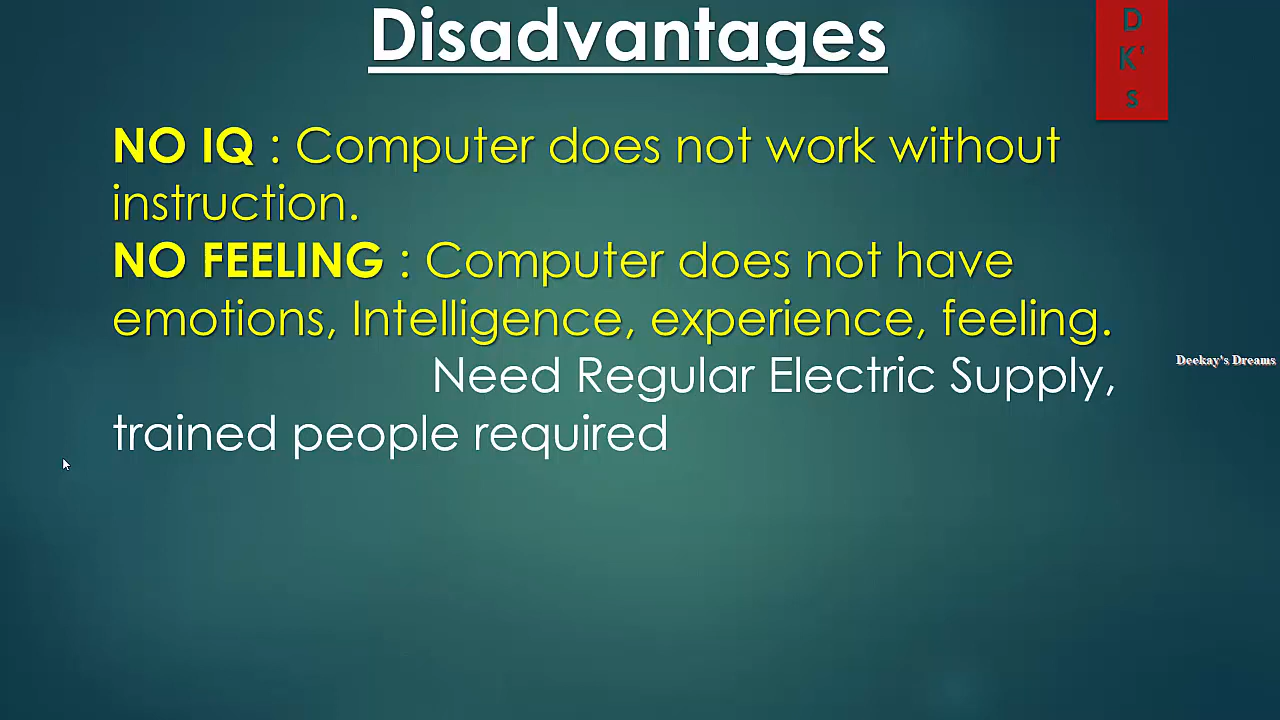 Disadvantages
D
K'
s
NO IQ : Computer does not work without
instruction.
NO FEELING : Computer does not have
emotions, Intelligence, experience, feeling.
Need Regular Electric Supply,
trained people required
Deekay's Dreams